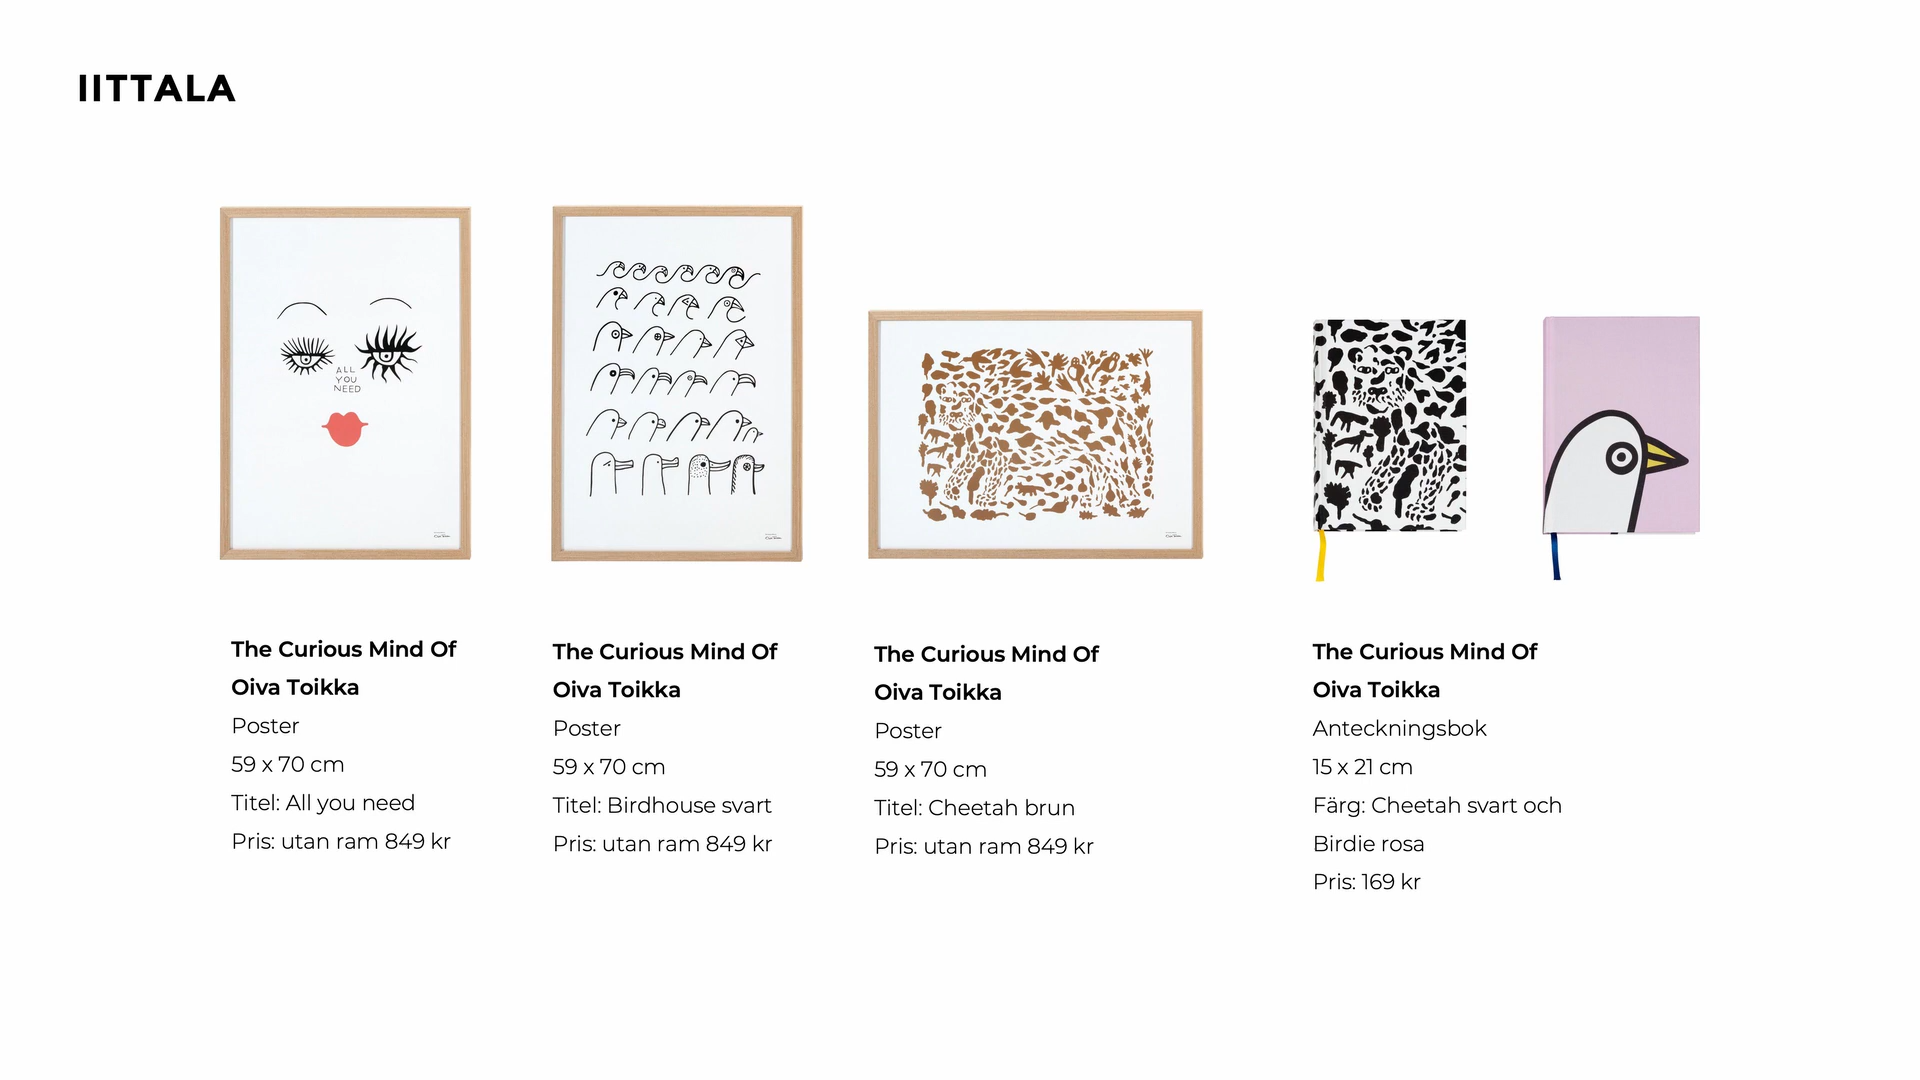 IITTALA
ALL
YOU
NEED
The Curious Mind Of
Oiva Toikka
Poster
59 x 70 cm
Titel: All you need
Pris: utan ram 849 kr
The Curious Mind Of
Oiva Toikka
Poster
59 x 70 cm
Titel: Birdhouse svart
Pris: utan ram 849 kr
The Curious Mind Of
Oiva Toikka
Poster
59 x 70 cm
Titel: Cheetah brun
Pris: utan ram 849 kr
The Curious Mind Of
Oiva Toikka
Anteckningsbok
15 x 21 cm
Färg: Cheetah svart och
Birdie rosa
Pris: 169 kr